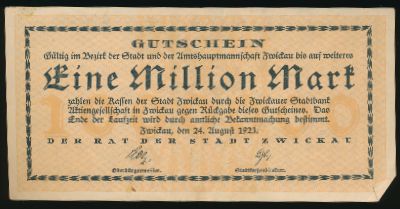 GUTSCHEIN
Gültig im Bezirk der Stadt und der Amtshauptmannschaft Zwickau bis auf weiteres
Eine Million Mark
zahlen die Kassen der Stadt Zwickau durch die Zwickauer Stadtbank
Aktiengesellschaft in Zwickau gegen Rückgabe dieses Gutscheines. Das
Ende der Laufzeit wird durch amtliche Bekanntmachung bestimmt.
Zwickau, den 24. August 1923.
DER RAT DER STADT ZWICKAU
Oberbürgermeister.